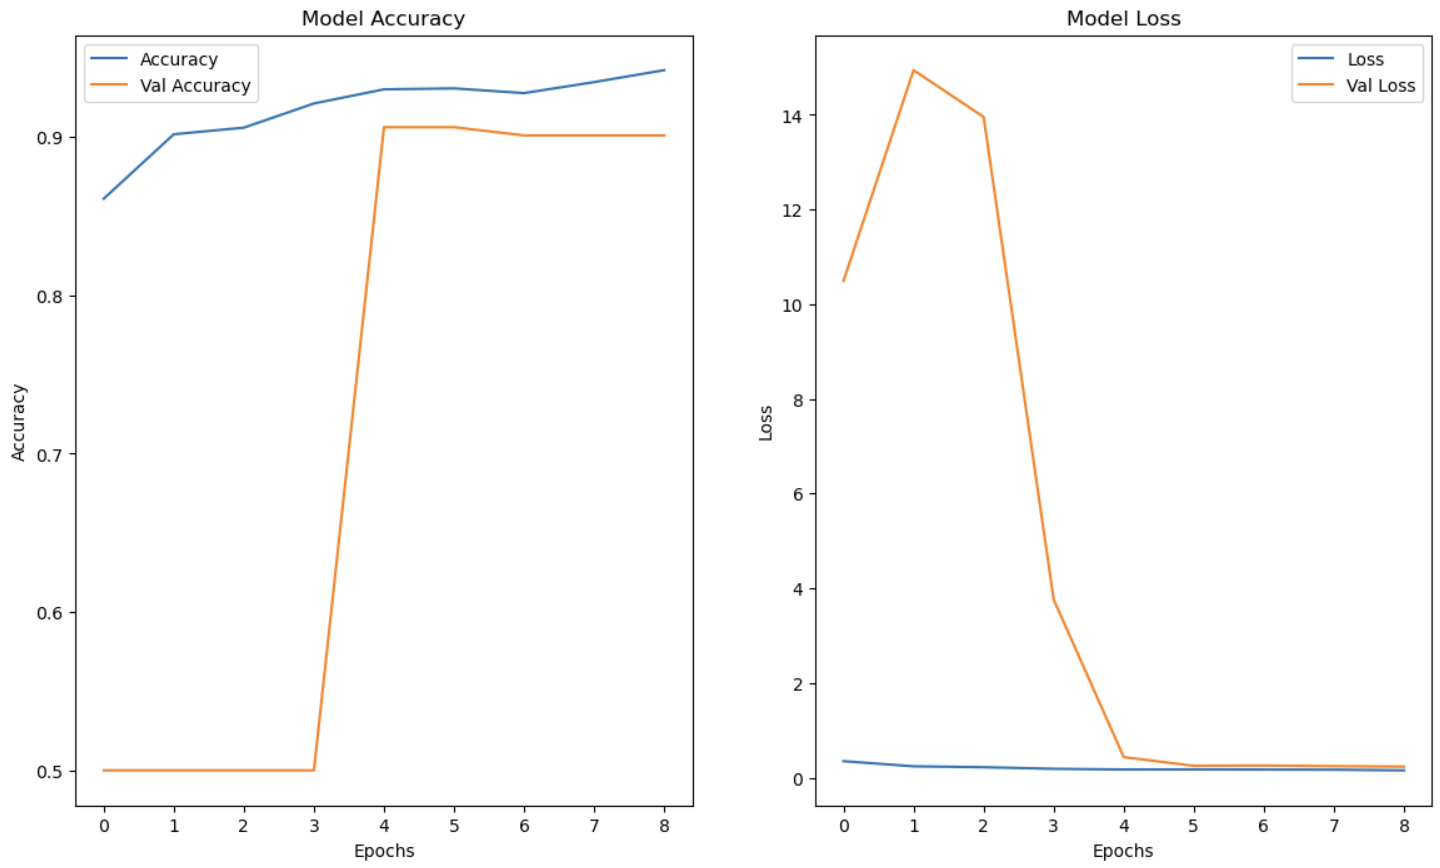 Model Accuracy
Accuracy
Val Accuracy
0.9
0.8
0.7
0.6
0.5
Accuracy
0 1 2 3 4 5 6 7 8
Epochs
Model Loss
Loss
Val Loss
14
12
10
8
6
4
2
0
Loss
0 1 2 3 4 5 6 7 8
Epochs